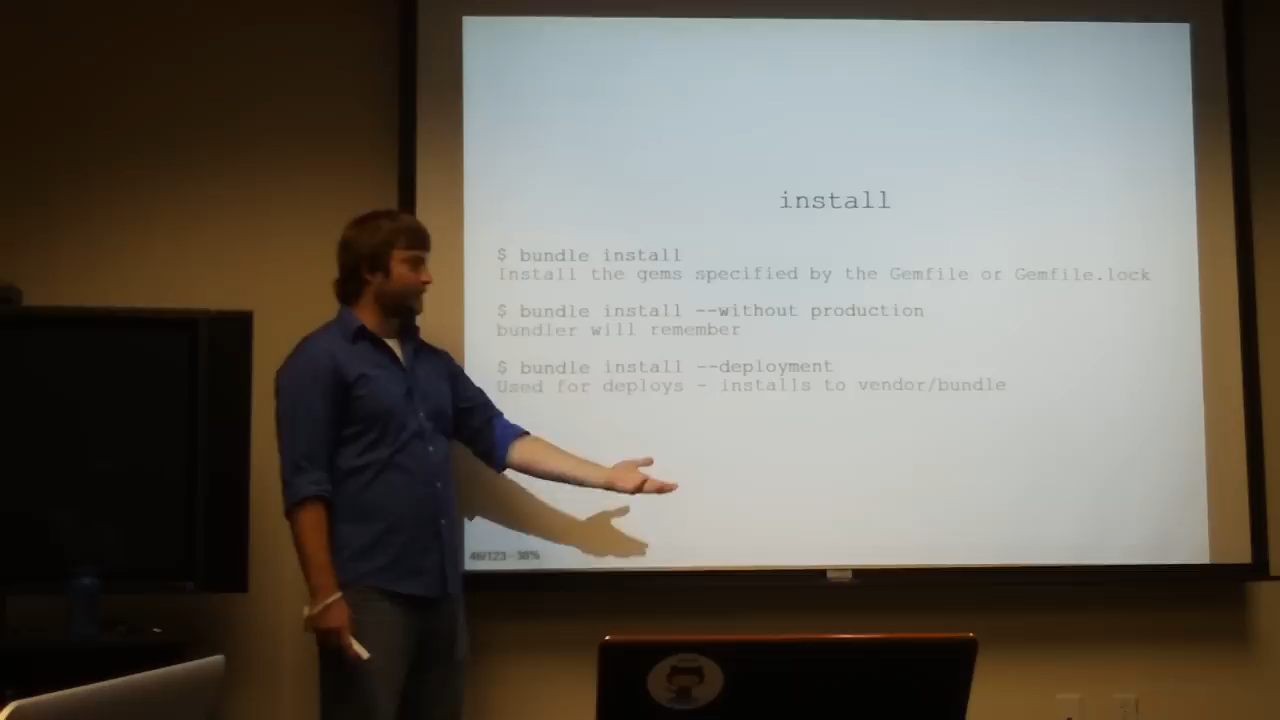 install
$ bundle install
Install the gems specified by the Gemfile or Gemfile.lock
$ bundle install --without production
bundler will remember
$ bundle install --deployment
Used for deploys - installs to vendor/bundle